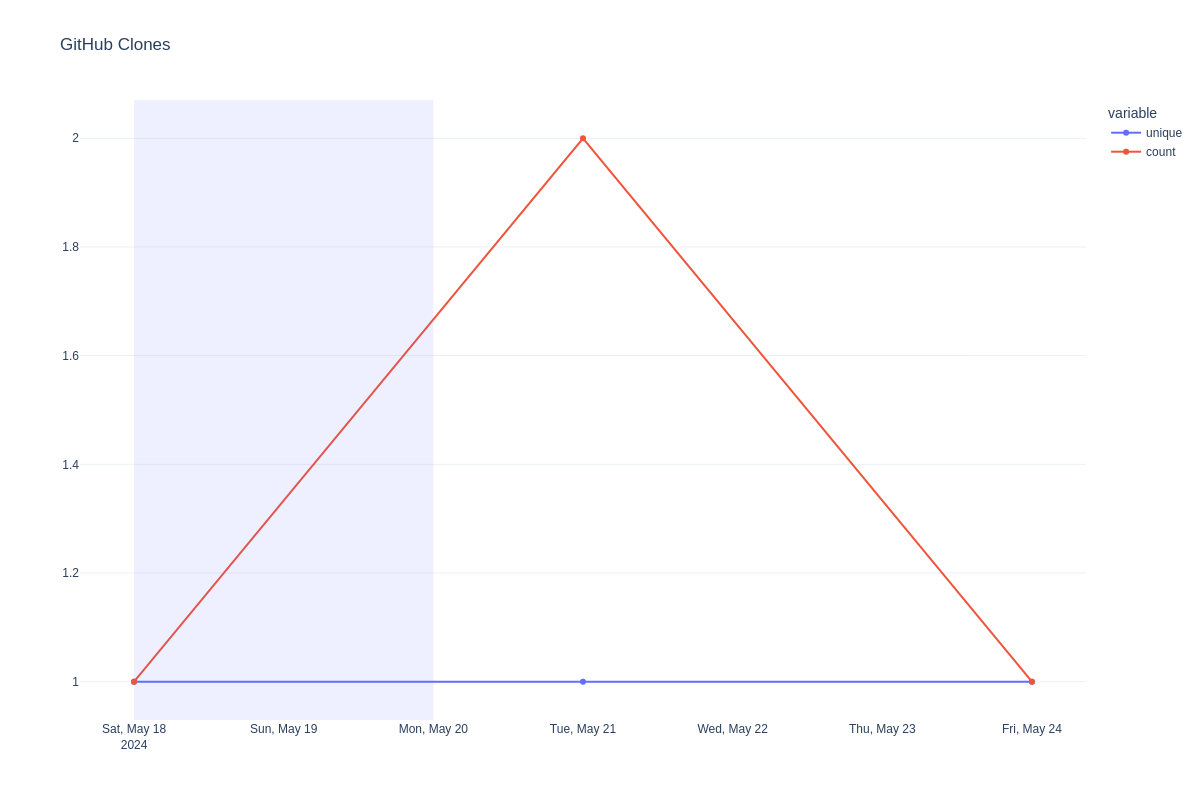 GitHub Clones
variable
unique
count
2
1.8
1.6
1.4
1.2
1
Sat, May 18
2024
Sun, May 19
Mon, May 20
Tue, May 21
Wed, May 22
Thu, May 23
Fri, May 24